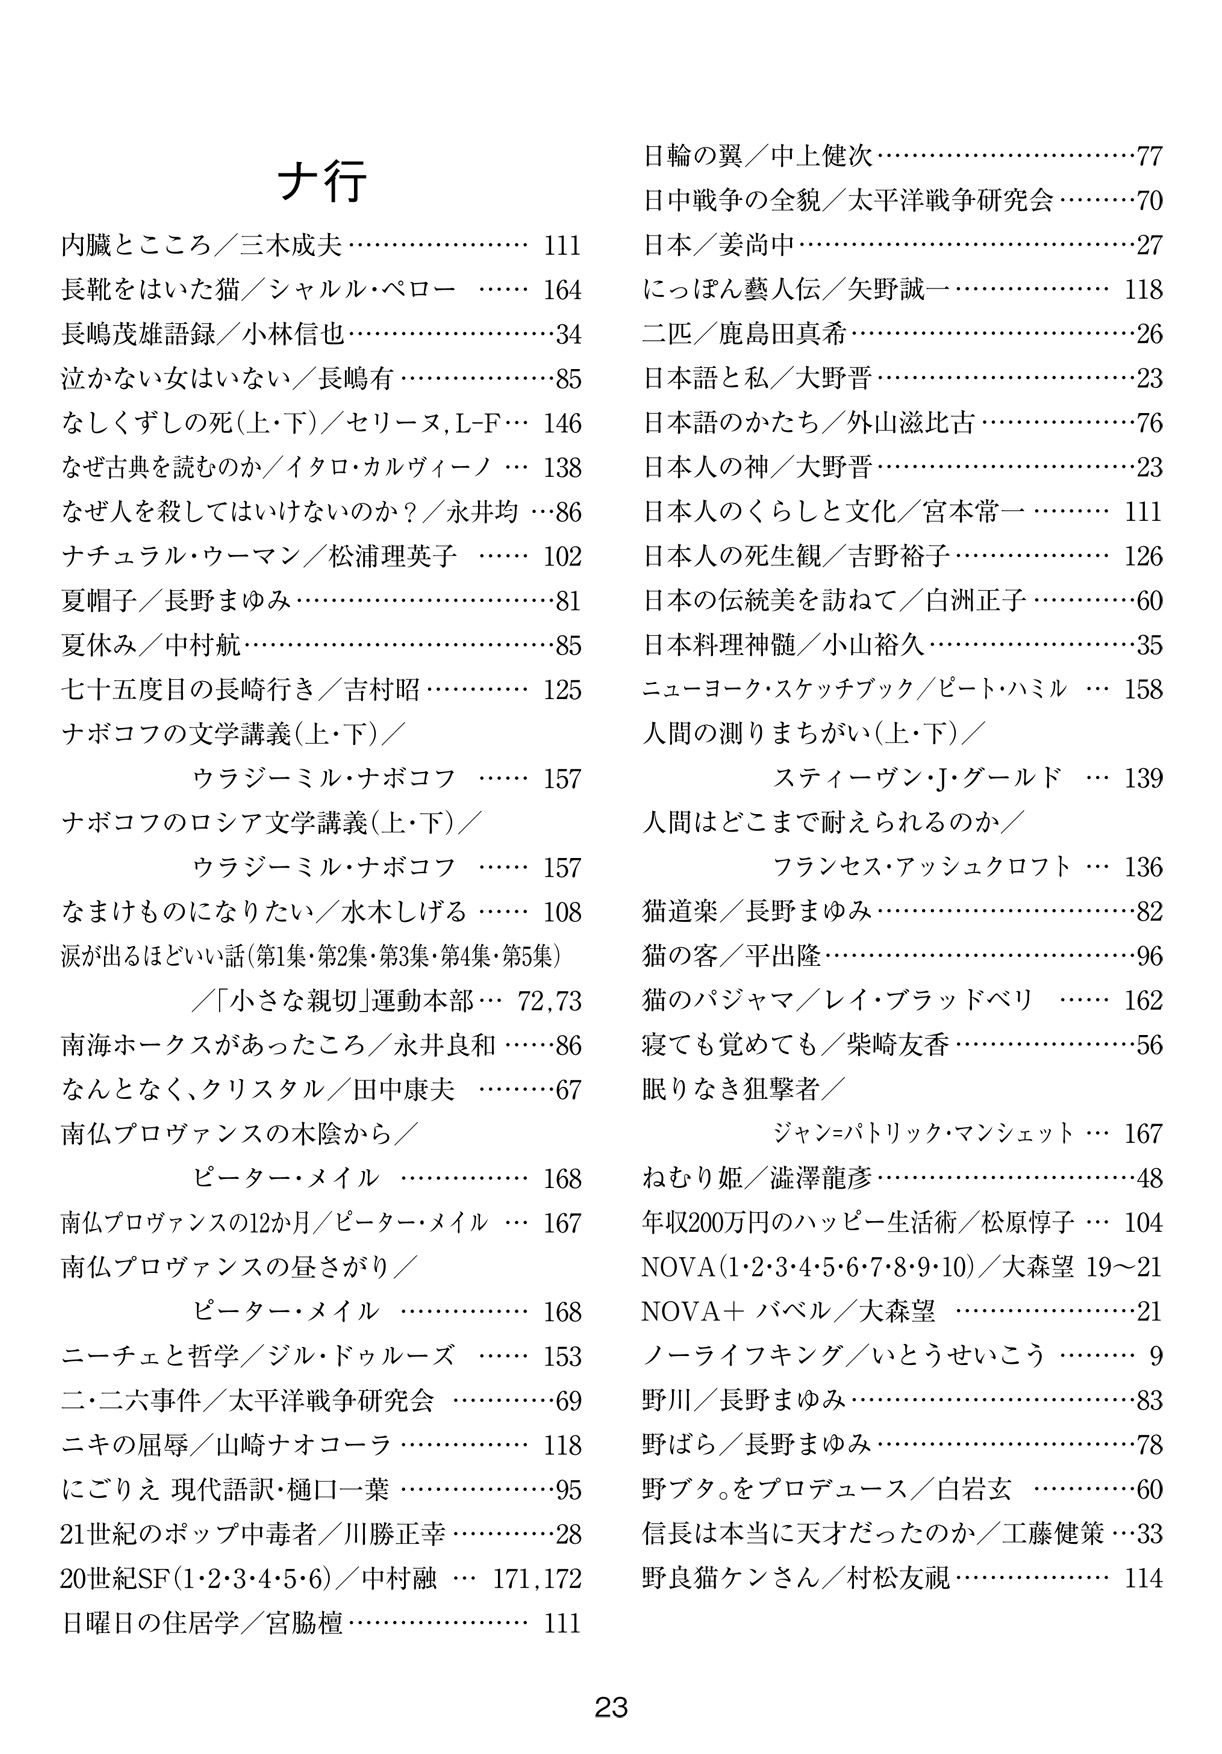 ナ行
内臓とこころ／三木成夫………………… 111
長靴をはいた猫／シャルル・ペロー …… 164
長嶋茂雄語録／小林信也……………………34
泣かない女はいない／長嶋有………………85
なしくずしの死(上・下)／セリーヌ,L-F… 146
なぜ古典を読むのか／イタロ・カルヴィーノ … 138
なぜ人を殺してはいけないのか？／永井均 …86
ナチュラル・ウーマン／松浦理英子 …… 102
夏帽子／長野まゆみ…………………………81
夏休み／中村航………………………………85
七十五度目の長崎行き／吉村昭………… 125
ナボコフの文学講義(上・下)／
ウラジーミル・ナボコフ …… 157
ナボコフのロシア文学講義(上・下)／
ウラジーミル・ナボコフ …… 157
なまけものになりたい／水木しげる …… 108
涙が出るほどいい話(第1集・第2集・第3集・第4集・第5集)
／「小さな親切」運動本部… 72,73
南海ホークスがあったころ／永井良和……86
なんとなく、クリスタル／田中康夫 ………67
南仏プロヴァンスの木陰から／
ピーター・メイル …………… 168
南仏プロヴァンスの12か月／ピーター・メイル … 167
南仏プロヴァンスの昼さがり／
ピーター・メイル …………… 168
ニーチェと哲学／ジル・ドゥルーズ …… 153
二・二六事件／太平洋戦争研究会 …………69
ニキの屈辱／山崎ナオコーラ…………… 118
にごりえ 現代語訳・樋口一葉………………95
21世紀のポップ中毒者／川勝正幸…………28
20世紀SF(1・2・3・4・5・6)／中村融 … 171,172
日曜日の住居学／宮脇檀………………… 111
日輪の翼／中上健次…………………………77
日中戦争の全貌／太平洋戦争研究会………70
日本／姜尚中…………………………………27
にっぽん藝人伝／矢野誠一……………… 118
二匹／鹿島田真希……………………………26
日本語と私／大野晋…………………………23
日本語のかたち／外山滋比古………………76
日本人の神／大野晋…………………………23
日本人のくらしと文化／宮本常一 ……… 111
日本人の死生観／吉野裕子……………… 126
日本の伝統美を訪ねて／白洲正子…………60
日本料理神髄／小山裕久……………………35
ニューヨーク・スケッチブック／ピート・ハミル … 158
人間の測りまちがい(上・下)／
スティーヴン・J・グールド … 139
人間はどこまで耐えられるのか／
フランセス・アッシュクロフト … 136
猫道楽／長野まゆみ…………………………82
猫の客／平出隆………………………………96
猫のパジャマ／レイ・ブラッドベリ …… 162
寝ても覚めても／柴崎友香…………………56
眠りなき狙撃者／
ジャン=パトリック・マンシェット … 167
ねむり姫／澁澤龍彦…………………………48
年収200万円のハッピー生活術／松原惇子 … 104
NOVA(1・2・3・4・5・6・7・8・9・10)／大森望 19～21
NOVA＋ バベル／大森望 …………………21
ノーライフキング／いとうせいこう ……… 9
野川／長野まゆみ……………………………83
野ばら／長野まゆみ…………………………78
野ブタ。をプロデュース／白岩玄 …………60
信長は本当に天才だったのか／工藤健策…33
野良猫ケンさん／村松友視……………… 114
23